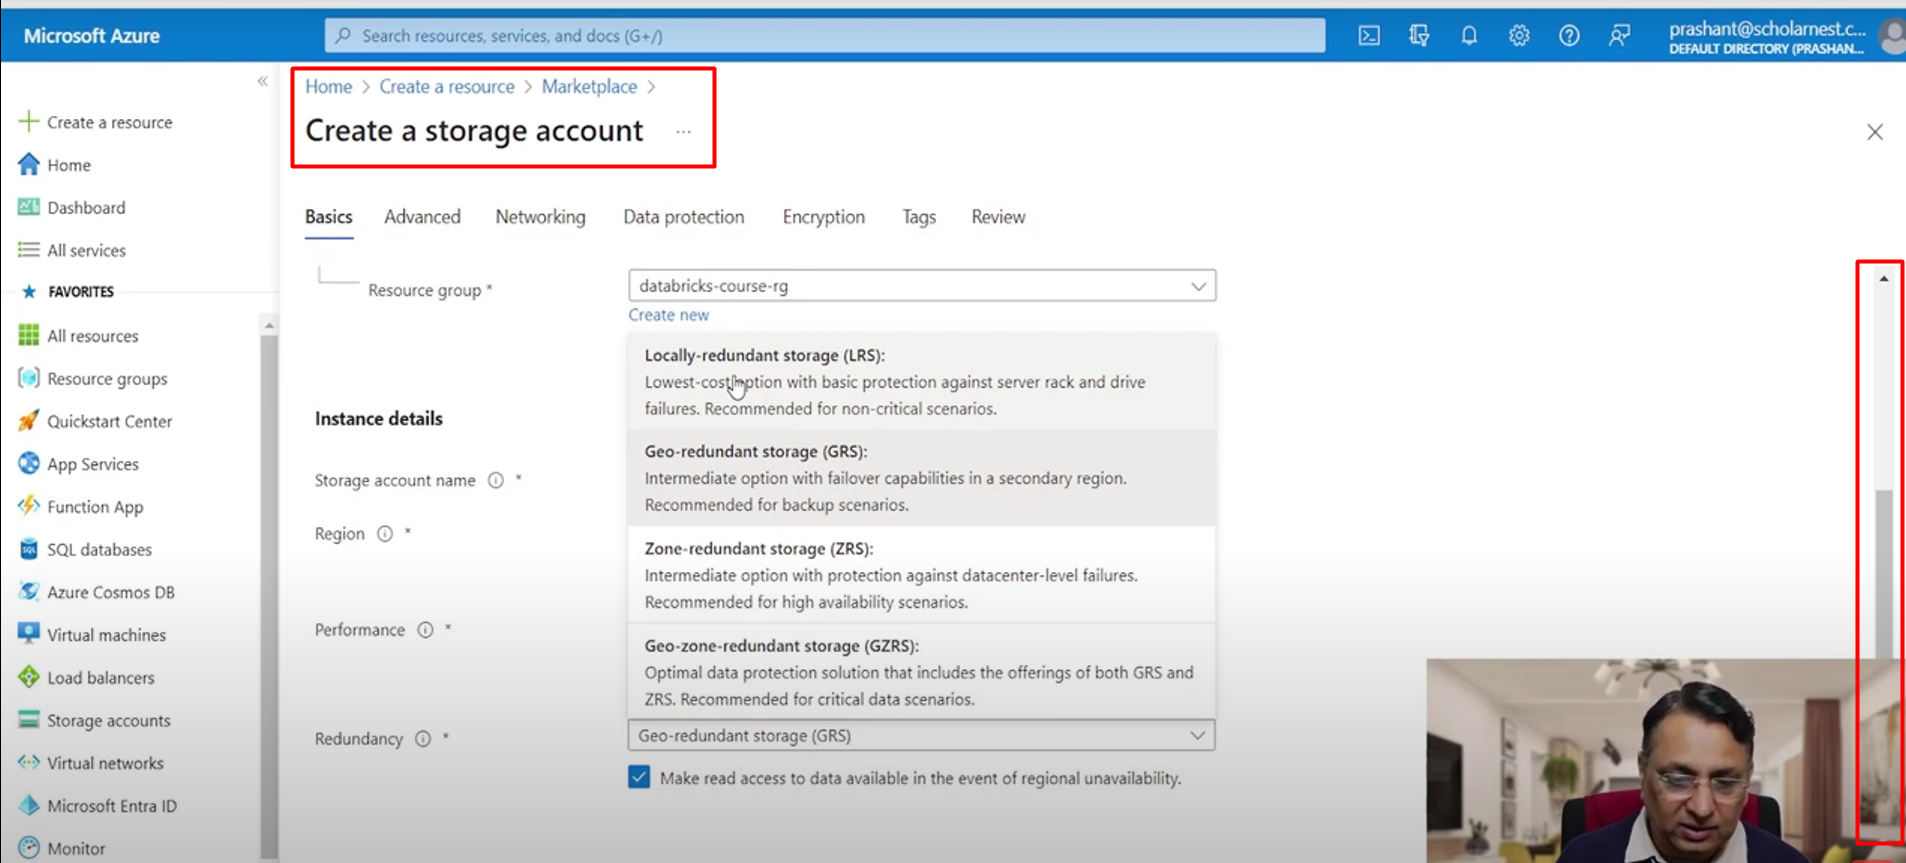 Microsoft Azure
Search resources, services, and docs (G+/)
prashant@scholarnest.c...
DEFAULT DIRECTORY (PRASHAN...
Create a resource
Home
Dashboard
All services
FAVORITES
All resources
Resource groups
Quickstart Center
App Services
Function App
SQL databases
Azure Cosmos DB
Virtual machines
Load balancers
Storage accounts
Virtual networks
Microsoft Entra ID
Monitor
Home > Create a resource > Marketplace >
Create a storage account ...
Basics Advanced Networking Data protection Encryption Tags Review
Resource group * databricks-course-rg
Create new
Instance details
Storage account name *
Region *
Performance *
Locally-redundant storage (LRS):
Lowest-cost option with basic protection against server rack and drive
failures. Recommended for non-critical scenarios.
Geo-redundant storage (GRS):
Intermediate option with failover capabilities in a secondary region.
Recommended for backup scenarios.
Zone-redundant storage (ZRS):
Intermediate option with protection against datacenter-level failures.
Recommended for high availability scenarios.
Geo-zone-redundant storage (GZRS):
Optimal data protection solution that includes the offerings of both GRS and
ZRS. Recommended for critical data scenarios.
Redundancy * Geo-redundant storage (GRS)
Make read access to data available in the event of regional unavailability.